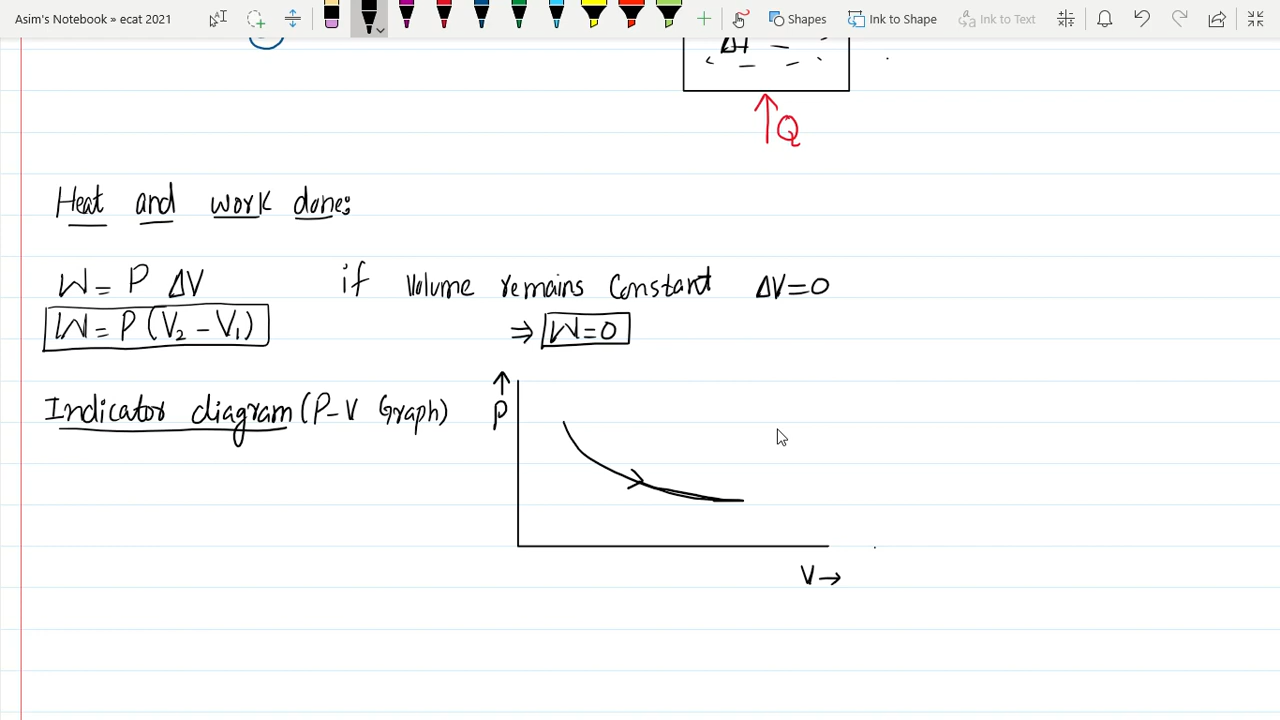 Asim's Notebook » ecat 2021
Shapes
Ink to Shape
Ink to Text
Q
Heat and work done:
W = P ΔV
if Volume remains Constant ΔV=0
W = P (V₂ – V₁)
⇒ W=0
Indicator diagram (P-V Graph)
P
V→